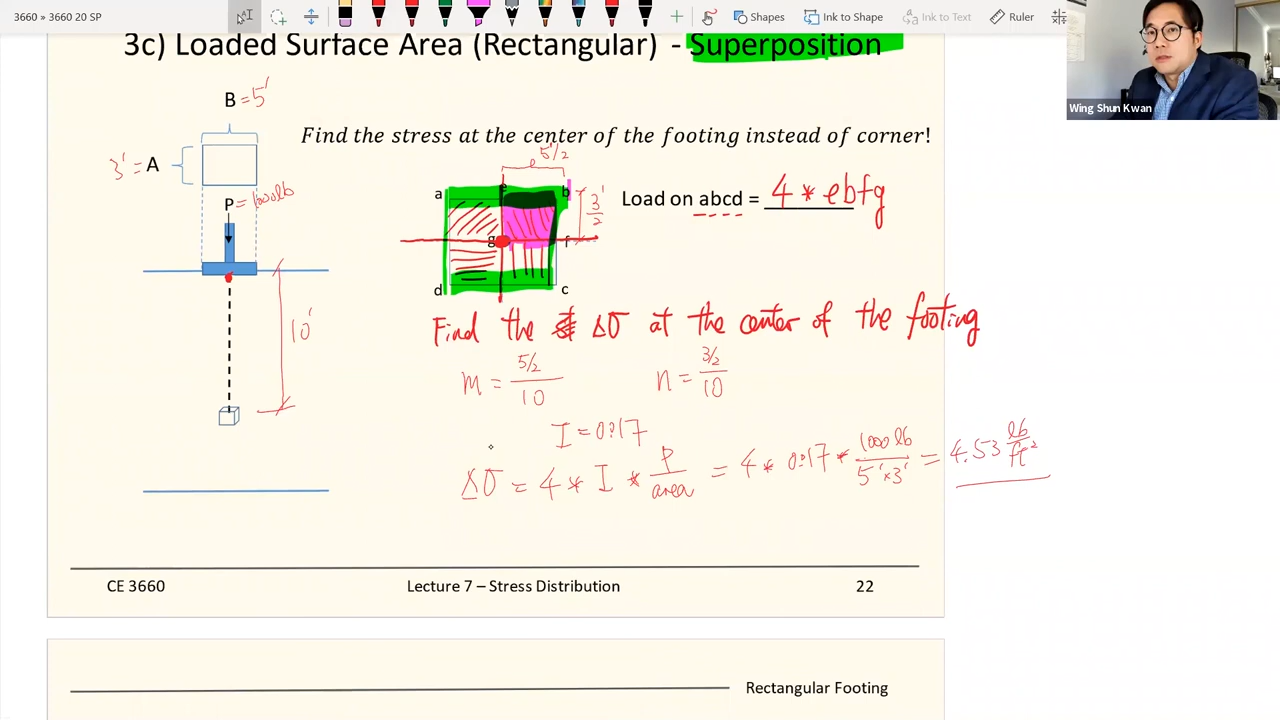 3660 » 3660 20 SP
Shapes
Ink to Shape
Ink to Text
Ruler
Wing Shun Kwan
3c) Loaded Surface Area (Rectangular) - Superposition
B = 5'
Find the stress at the center of the footing instead of corner!
3' = A
5'/2
P = 1000lb
a
e
b
3'/2
Load on abcd = 4 * ebfg
g
f
d
c
10'
Find the Δσ at the center of the footing
m = 5/2 / 10
n = 3/2 / 10
I = 0.017
Δσ = 4 * I * P/area = 4 * 0.017 * 1000 lb / 5' x 3' = 4.53 lb/ft²
CE 3660
Lecture 7 – Stress Distribution
22
Rectangular Footing